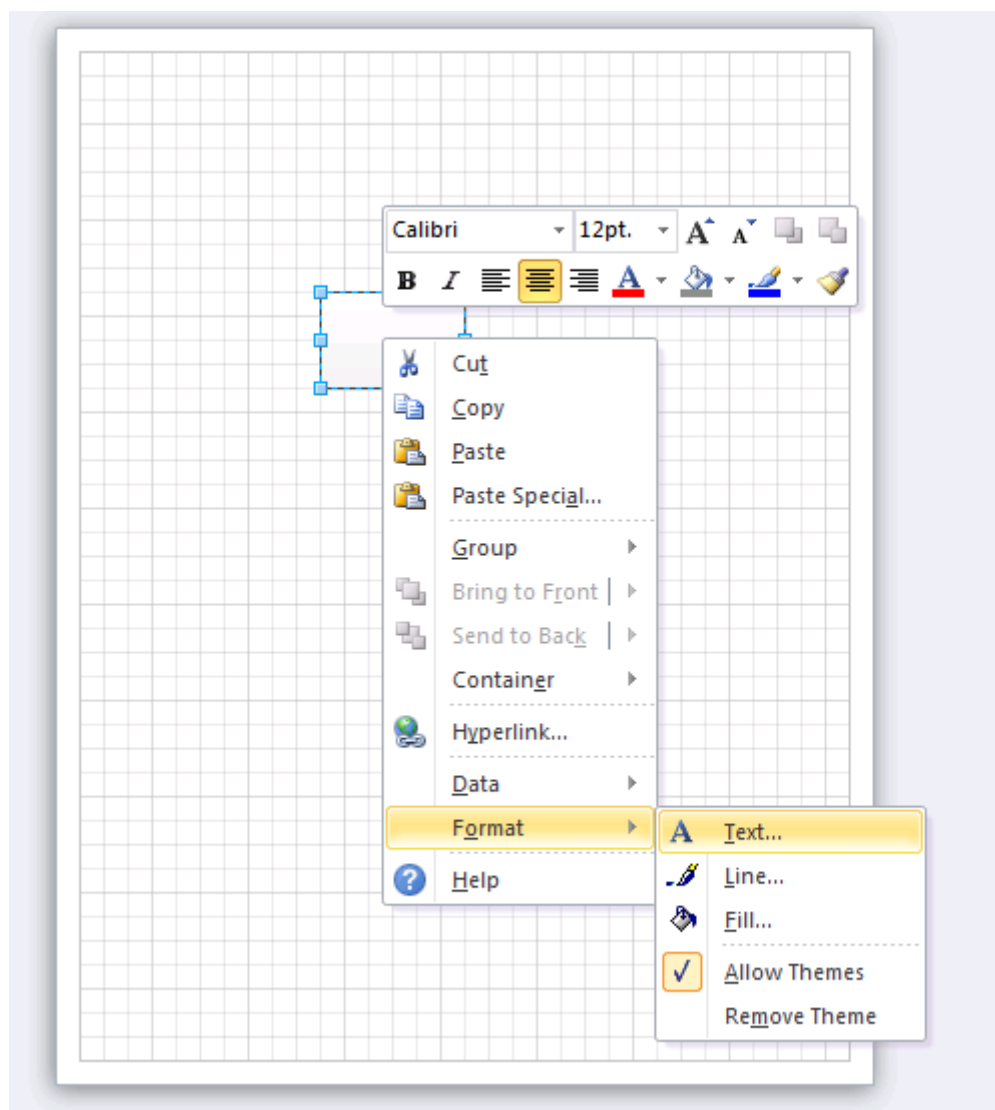 Calibri 12pt. A A
B I A
Cut
Copy
Paste
Paste Special...
Group
Bring to Front
Send to Back
Container
Hyperlink...
Data
Format
Help
A Text...
Line...
Fill...
Allow Themes
Remove Theme